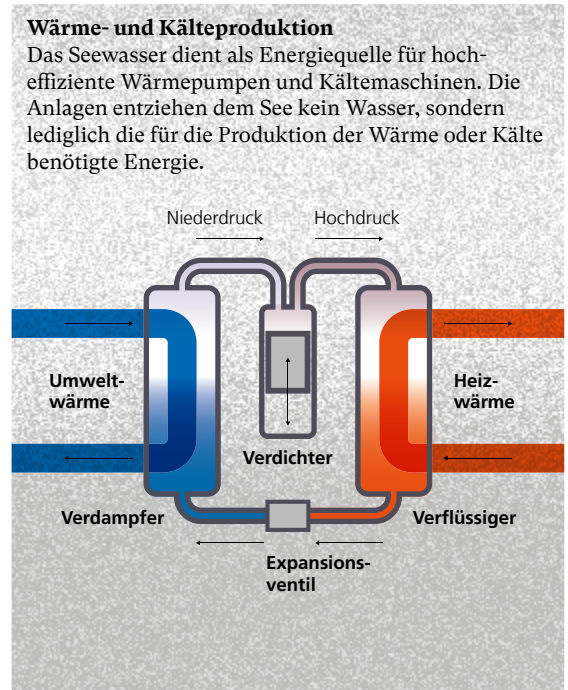 Wärme- und Kälteproduktion
Das Seewasser dient als Energiequelle für hoch-
effiziente Wärmepumpen und Kältemaschinen. Die
Anlagen entziehen dem See kein Wasser, sondern
lediglich die für die Produktion der Wärme oder Kälte
benötigte Energie.
Niederdruck
Hochdruck
Umwelt-
wärme
Heiz-
wärme
Verdichter
Verdampfer
Verflüssiger
Expansions-
ventil